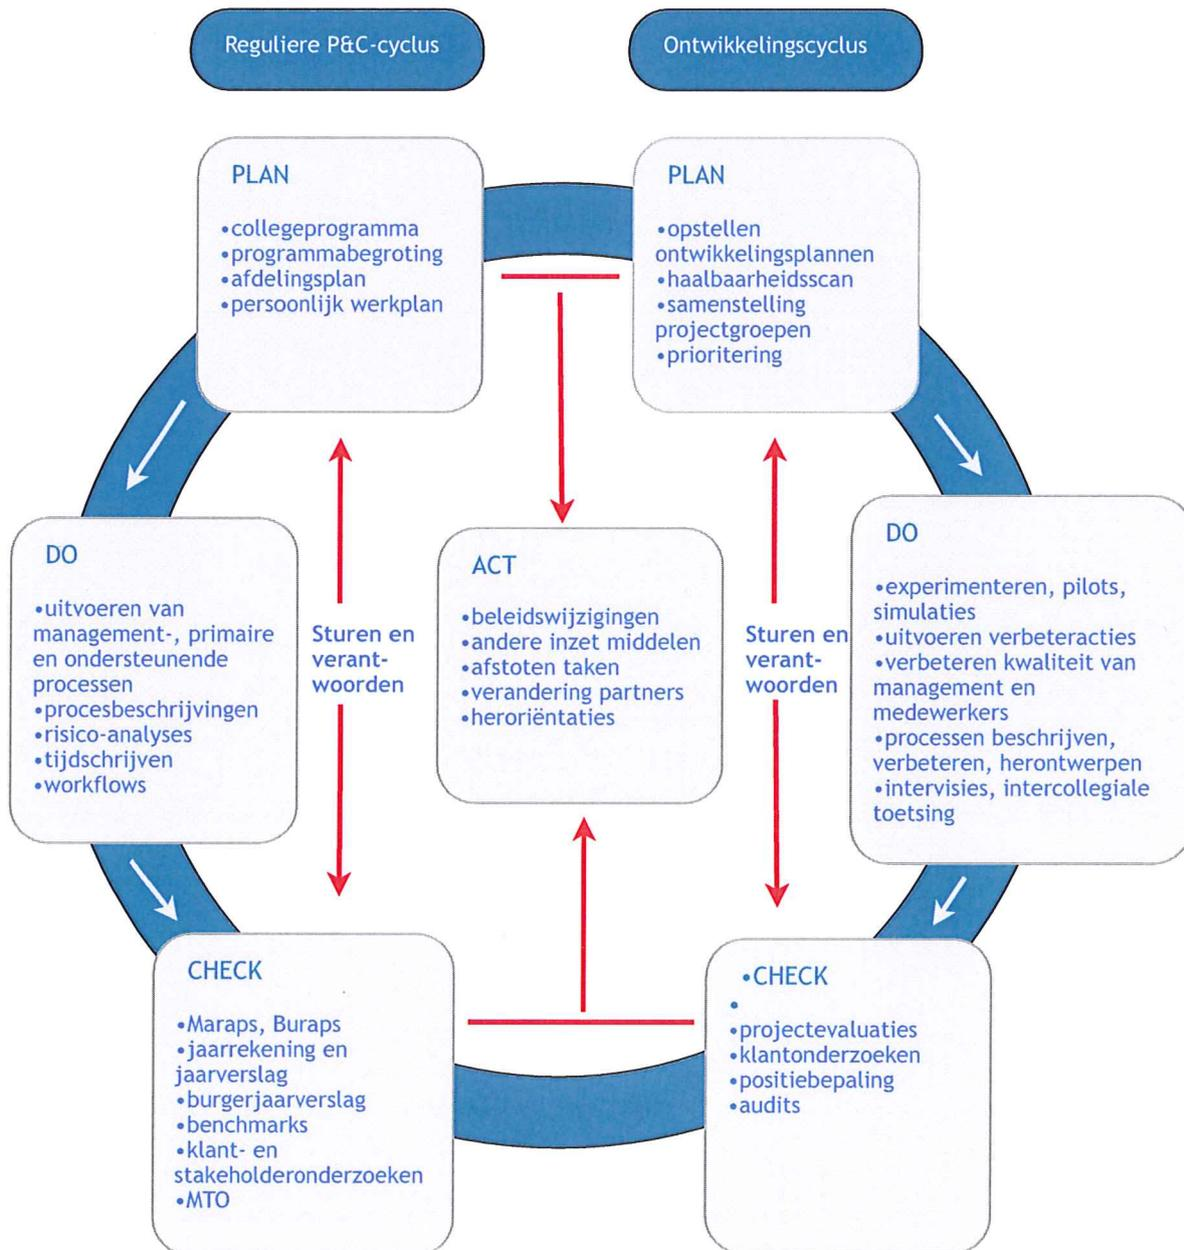 Reguliere P&C-cyclus
Ontwikkelingscyclus
PLAN
•collegeprogramma
•programmabegroting
•afdelingsplan
•persoonlijk werkplan
PLAN
•opstellen
ontwikkelingsplannen
•haalbaarheidsscan
•samenstelling
projectgroepen
•prioritering
DO
•uitvoeren van
management-, primaire
en ondersteunende
processen
•procesbeschrijvingen
•risico-analyses
•tijdschrijven
•workflows
Sturen en
verant-
woorden
ACT
•beleidswijzigingen
•andere inzet middelen
•afstoten taken
•verandering partners
•heroriëntaties
Sturen en
verant-
woorden
DO
•experimenteren, pilots,
simulaties
•uitvoeren verbeteracties
•verbeteren kwaliteit van
management en
medewerkers
•processen beschrijven,
verbeteren, herontwerpen
•intervisies, intercollegiale
toetsing
CHECK
•Maraps, Buraps
•jaarrekening en
jaarverslag
•burgerjaarverslag
•benchmarks
•klant- en
stakeholderonderzoeken
•MTO
•CHECK
•
•projectevaluaties
•klantonderzoeken
•positiebepaling
•audits